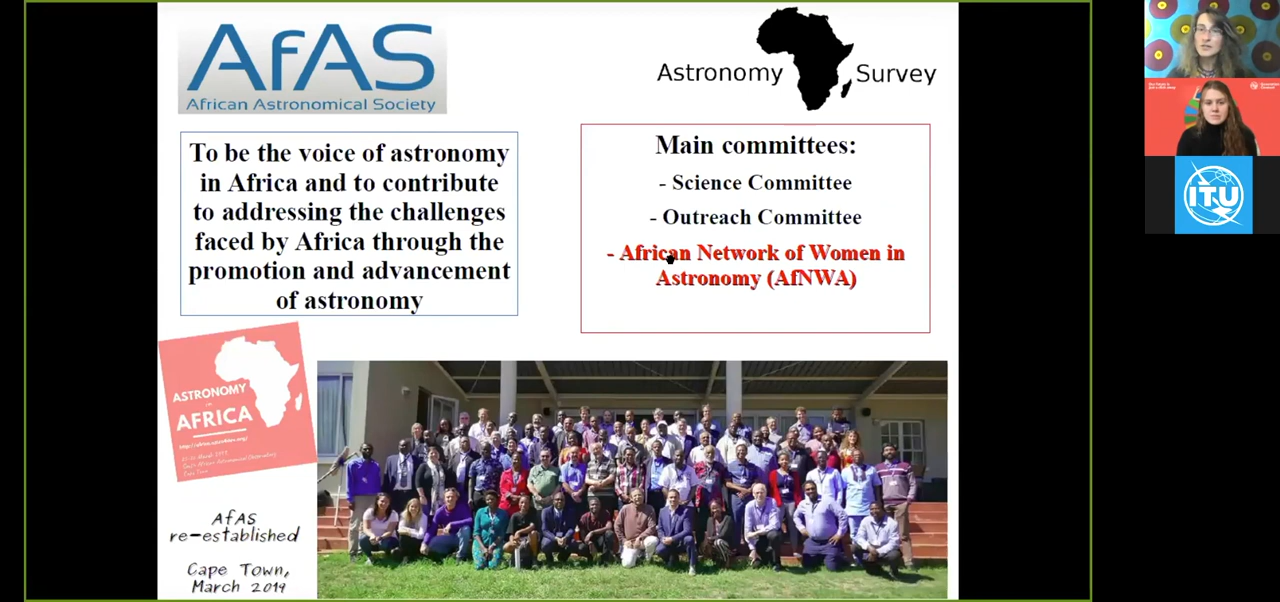 AfAS
African Astronomical Society
Astronomy Survey
To be the voice of astronomy
in Africa and to contribute
to addressing the challenges
faced by Africa through the
promotion and advancement
of astronomy
Main committees:
- Science Committee
- Outreach Committee
- African Network of Women in
Astronomy (AfNWA)
ASTRONOMY
in
AFRICA
AfAS
re-established
Cape Town,
March 2019
ITU